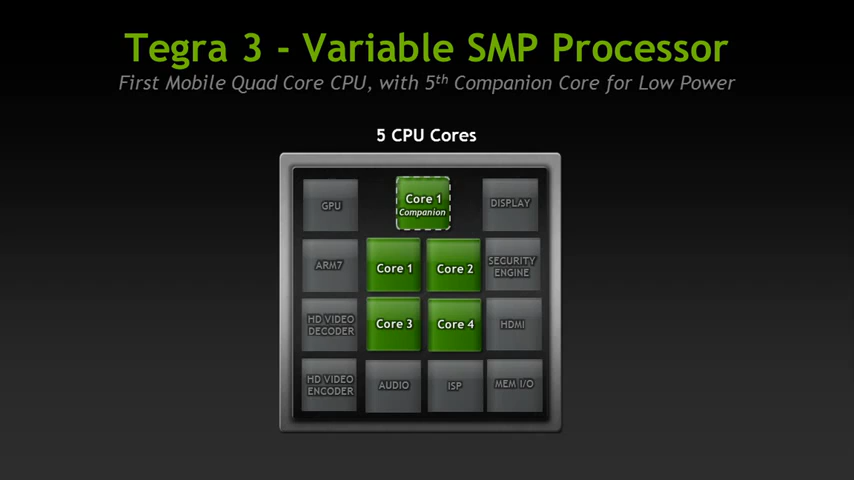 Tegra 3 - Variable SMP Processor
First Mobile Quad Core CPU, with 5th Companion Core for Low Power
5 CPU Cores
GPU
Core 1
Companion
DISPLAY
ARM7
Core 1
Core 2
SECURITY
ENGINE
HD VIDEO
DECODER
Core 3
Core 4
HDMI
HD VIDEO
ENCODER
AUDIO
ISP
MEM I/O